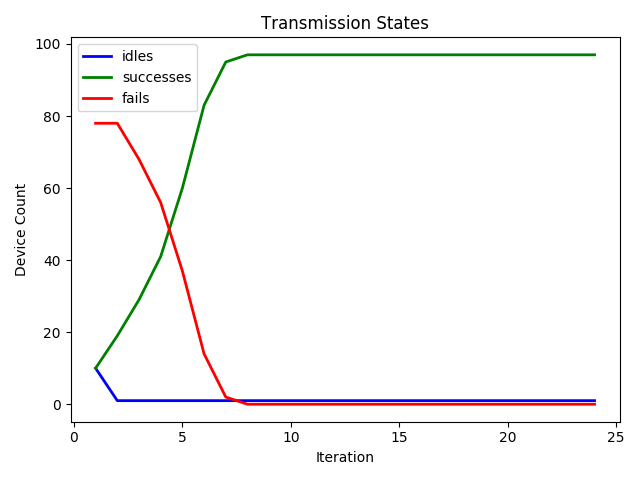 Transmission States
idles
successes
fails
100
80
60
40
20
0
Device Count
0 5 10 15 20 25
Iteration